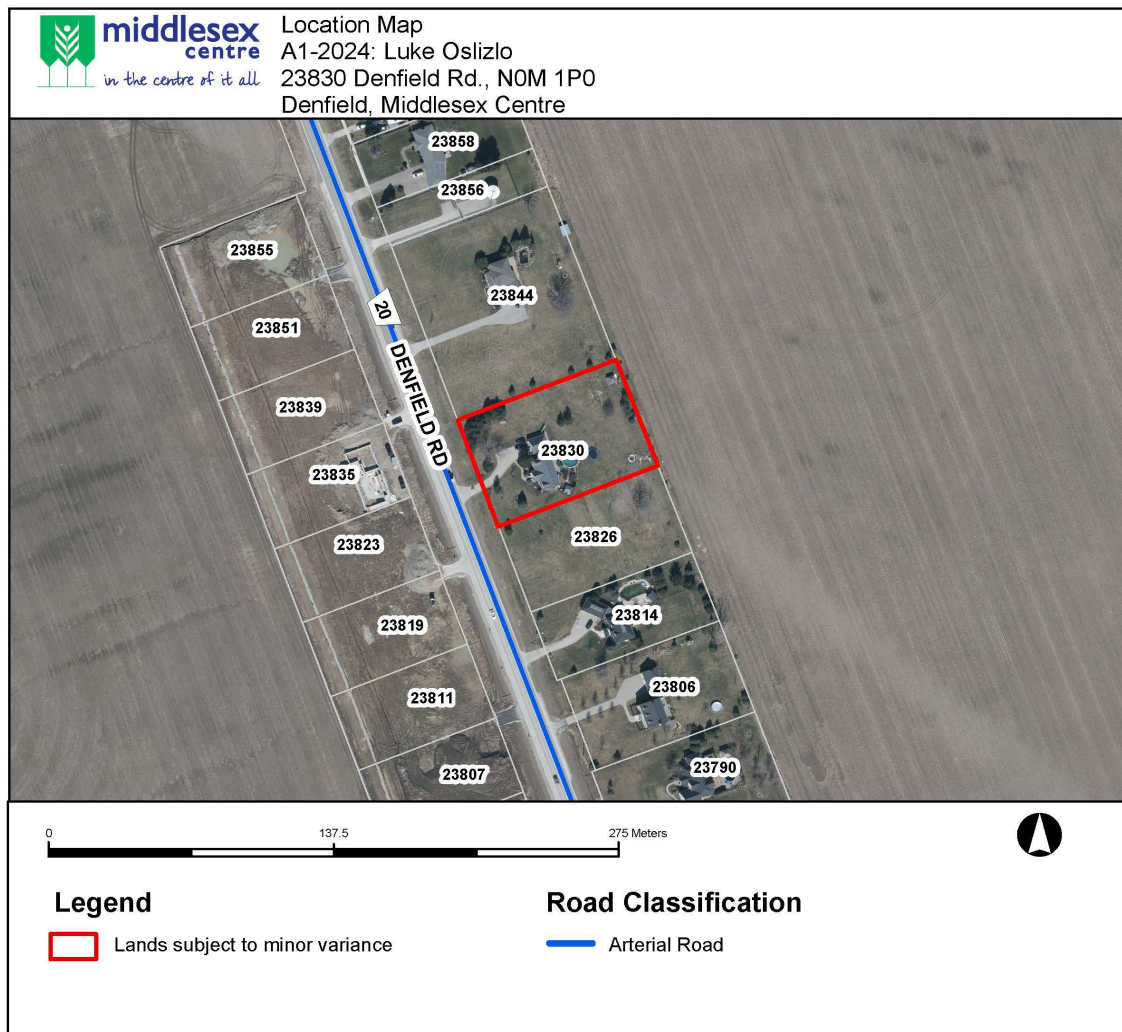 middlesex
centre
in the centre of it all
Location Map
A1-2024: Luke Oslizlo
23830 Denfield Rd., N0M 1P0
Denfield, Middlesex Centre
23858
23856
23855
23844
20
23851
DENFIELD RD
23839
23830
23835
23826
23823
23814
23819
23806
23811
23790
23807
0
137.5
275 Meters
Legend
Road Classification
Lands subject to minor variance
Arterial Road